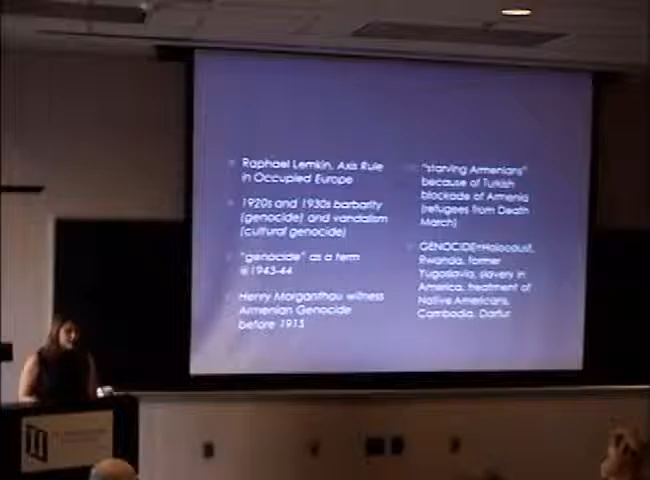 Raphael Lemkin, Axis Rule
in Occupied Europe
1920s and 1930s barbarity
(genocide) and vandalism
(cultural genocide)
"genocide" as a term
@1943-44
Henry Morganthau witness
Armenian Genocide
before 1915
"starving Armenians"
because of Turkish
blockade of Armenia
(refugees from Death
March)
GENOCIDE=Holocaust,
Rwanda, former
Yugoslavia, slavery in
America, treatment of
Native Americans,
Cambodia, Darfur